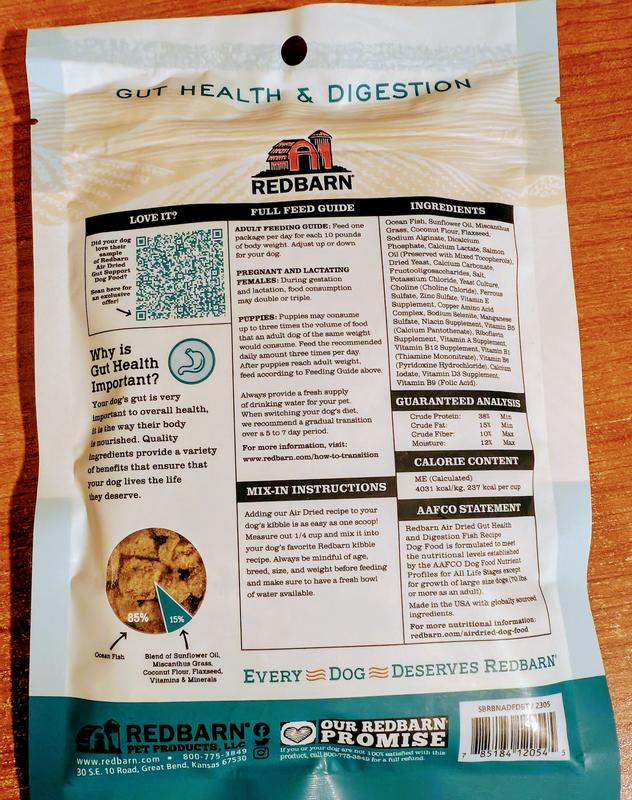 GUT HEALTH & DIGESTION
REDBARN
LOVE IT?
Did your dog
love their
sample
of Redbarn
Air Dried
Gut Support
Dog Food?
Scan here for
an exclusive
offer!
Why is
Gut Health
Important?
Your dog's gut is very
important to overall health,
it is the way their body
is nourished. Quality
ingredients provide a variety
of benefits that ensure that
your dog lives the life
they deserve.
85%
15%
Ocean Fish
Blend of Sunflower Oil,
Miscanthus Grass,
Coconut Flour, Flaxseed,
Vitamins & Minerals
FULL FEED GUIDE
ADULT FEEDING GUIDE: Feed one
package per day for each 10 pounds
of body weight. Adjust up or down
for your dog.
PREGNANT AND LACTATING
FEMALES: During gestation
and lactation, food consumption
may double or triple.
PUPPIES: Puppies may consume
up to three times the volume of food
that an adult dog of the same weight
would consume. Feed the recommended
daily amount three times per day.
After puppies reach adult weight,
feed according to Feeding Guide above.
Always provide a fresh supply
of drinking water for your pet.
When switching your dog's diet,
we recommend a gradual transition
over a 5 to 7 day period.
For more information, visit:
www.redbarn.com/how-to-transition
MIX-IN INSTRUCTIONS
Adding our Air Dried recipe to your
dog's kibble is as easy as one scoop!
Measure out 1/4 cup and mix it into
your dog's favorite Redbarn kibble
recipe. Always be mindful of age,
breed, size, and weight before feeding
and make sure to have a fresh bowl
of water available.
INGREDIENTS
Ocean Fish, Sunflower Oil, Miscanthus
Grass, Coconut Flour, Flaxseed,
Sodium Alginate, Dicalcium
Phosphate, Calcium Lactate, Salmon
Oil (Preserved with Mixed Tocopherols),
Dried Yeast, Calcium Carbonate,
Fructooligosaccharides, Salt,
Potassium Chloride, Yeast Culture,
Choline (Choline Chloride), Ferrous
Sulfate, Zinc Sulfate, Vitamin E
Supplement, Copper Amino Acid
Complex, Sodium Selenite, Manganese
Sulfate, Niacin Supplement, Vitamin B5
(Calcium Pantothenate), Riboflavin
Supplement, Vitamin A Supplement,
Vitamin B12 Supplement, Vitamin B1
(Thiamine Mononitrate), Vitamin B6
(Pyridoxine Hydrochloride), Calcium
Iodate, Vitamin D3 Supplement,
Vitamin B9 (Folic Acid).
GUARANTEED ANALYSIS
Crude Protein: 38% Min
Crude Fat: 15% Min
Crude Fiber: 10% Max
Moisture: 12% Max
CALORIE CONTENT
ME (Calculated)
4031 kcal/kg, 237 kcal per cup
AAFCO STATEMENT
Redbarn Air Dried Gut Health
and Digestion Fish Recipe
Dog Food is formulated to meet
the nutritional levels established
by the AAFCO Dog Food Nutrient
Profiles for All Life Stages except
for growth of large size dogs (70 lbs.
or more as an adult).
Made in the USA with globally sourced
ingredients.
For more nutritional information:
redbarn.com/airdried-dog-food
EVERY DOG DESERVES REDBARN
REDBARN
PET PRODUCTS, LLC
www.redbarn.com • 800-775-3849
30 S.E. 10 Road, Great Bend, Kansas 67530
OUR REDBARN
PROMISE
If you or your dog are not 100% satisfied with this
product, call 800-775-3849 for a full refund.
SBRBNADFDST / 2305
7 85184 12054 5